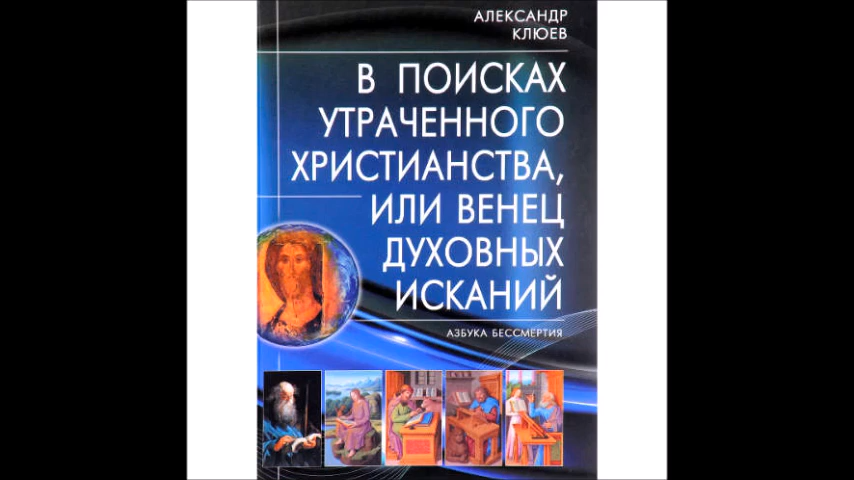 АЛЕКСАНДР
КЛЮЕВ
В ПОИСКАХ
УТРАЧЕННОГО
ХРИСТИАНСТВА,
ИЛИ ВЕНЕЦ
ДУХОВНЫХ
ИСКАНИЙ
АЗБУКА БЕССМЕРТИЯ